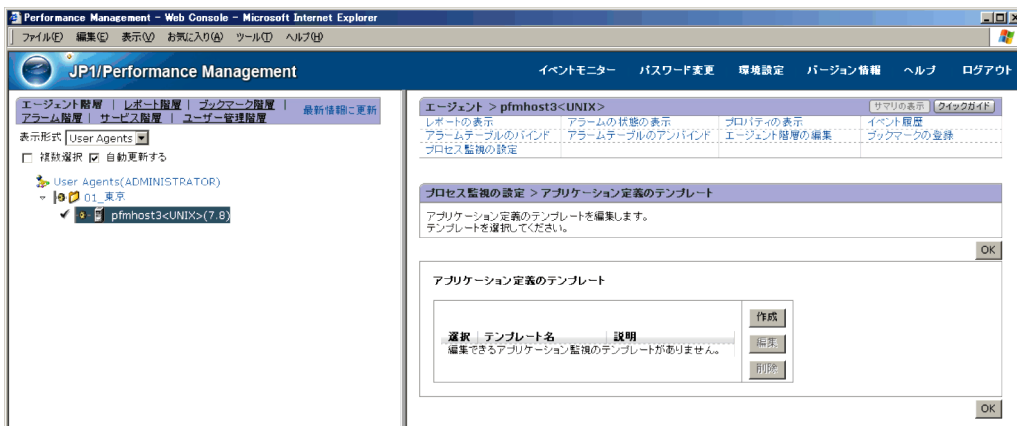 Performance Management - Web Console - Microsoft Internet Explorer
ファイル(F) 編集(E) 表示(V) お気に入り(A) ツール(T) ヘルプ(H)
JP1/Performance Management
イベントモニター パスワード変更 環境設定 バージョン情報 ヘルプ ログアウト
エージェント階層 | レポート階層 | ブックマーク階層 |
アラーム階層 | サービス階層 | ユーザー管理階層
最新情報に更新
表示形式 User Agents
複数選択 自動更新する
User Agents(ADMINISTRATOR)
01_東京
pfmhost3<UNIX>(7.8)
エージェント > pfmhost3<UNIX>
サマリの表示 クイックガイド
レポートの表示 アラームの状態の表示 プロパティの表示 イベント履歴
アラームテーブルのバインド アラームテーブルのアンバインド エージェント階層の編集 ブックマークの登録
プロセス監視の設定
プロセス監視の設定 > アプリケーション定義のテンプレート
アプリケーション定義のテンプレートを編集します。
テンプレートを選択してください。
OK
アプリケーション定義のテンプレート
選択 テンプレート名 説明
編集できるアプリケーション監視のテンプレートがありません。
作成
編集
削除
OK